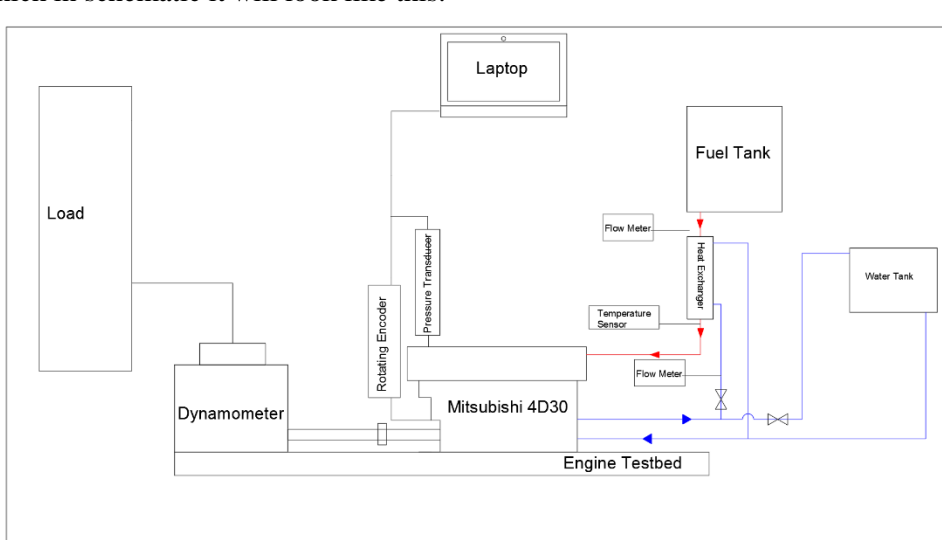 Laptop
Fuel Tank
Load
Flow Meter
Heat Exchanger
Pressure Transducer
Water Tank
Rotating Encoder
Temperature
Sensor
Flow Meter
Dynamometer
Mitsubishi 4D30
Engine Testbed